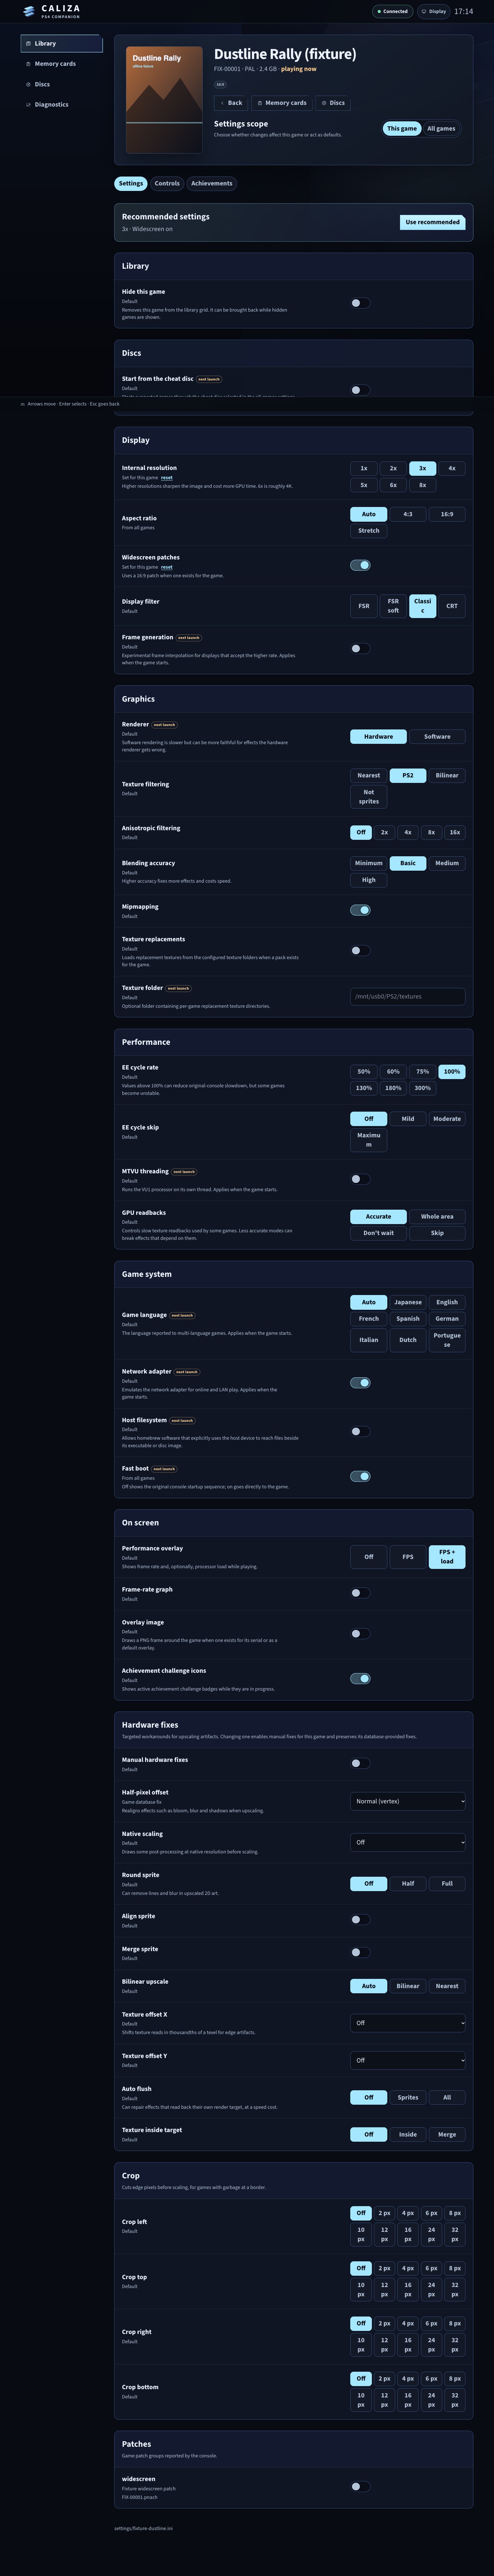 CALIZA
PS4 COMPANION
Connected
Display
17:14
Library
Memory cards
Discs
Diagnostics
Dustline Rally
offline fixture
Dustline Rally (fixture)
FIX-00001 · PAL · 2.4 GB · playing now
Back
Memory cards
Discs
Settings scope
Choose whether changes affect this game or act as defaults.
This game
All games
Settings
Controls
Achievements
Recommended settings
3x · Widescreen on
Use recommended
Library
Hide this game
Default
Removes this game from the library grid. It can be brought back while hidden
games are shown.
Discs
Start from the cheat disc next launch
Default
Arrows move · Enter selects · Esc goes back
Display
Internal resolution
Set for this game reset
Higher resolutions sharpen the image and cost more GPU time. 6x is roughly 4K.
1x 2x 3x 4x
5x 6x 8x
Aspect ratio
From all games
Auto 4:3 16:9
Stretch
Widescreen patches
Set for this game reset
Uses a 16:9 patch when one exists for the game.
Display filter
Default
FSR
FSR
soft
Classi
c
CRT
Frame generation next launch
Default
Experimental frame interpolation for displays that accept the higher rate. Applies
when the game starts.
Graphics
Renderer next launch
Default
Software rendering is slower but can be more faithful for effects the hardware
renderer gets wrong.
Hardware Software
Texture filtering
Default
Nearest PS2 Bilinear
Not
sprites
Anisotropic filtering
Default
Off 2x 4x 8x 16x
Blending accuracy
Default
Higher accuracy fixes more effects and costs speed.
Minimum Basic Medium
High
Mipmapping
Default
Texture replacements
Default
Loads replacement textures from the configured texture folders when a pack exists
for the game.
Texture folder next launch
Default
Optional folder containing per-game replacement texture directories.
/mnt/usb0/PS2/textures
Performance
EE cycle rate
Default
Values above 100% can reduce original-console slowdown, but some games
become unstable.
50% 60% 75% 100%
130% 180% 300%
EE cycle skip
Default
Off Mild Moderate
Maximu
m
MTVU threading next launch
Default
Runs the VU1 processor on its own thread. Applies when the game starts.
GPU readbacks
Default
Controls slow texture readbacks used by some games. Less accurate modes can
break effects that depend on them.
Accurate Whole area
Don't wait Skip
Game system
Game language next launch
Default
The language reported to multi-language games. Applies when the game starts.
Auto Japanese English
French Spanish German
Italian Dutch
Portugue
se
Network adapter next launch
Default
Emulates the network adapter for online and LAN play. Applies when the
game starts.
Host filesystem next launch
Default
Allows homebrew software that explicitly uses the host device to reach files beside
its executable or disc image.
Fast boot next launch
From all games
Off shows the original console startup sequence; on goes directly to the game.
On screen
Performance overlay
Default
Shows frame rate and, optionally, processor load while playing.
Off FPS
FPS +
load
Frame-rate graph
Default
Overlay image
Default
Draws a PNG frame around the game when one exists for its serial or as a
default overlay.
Achievement challenge icons
Default
Shows active achievement challenge badges while they are in progress.
Hardware fixes
Targeted workarounds for upscaling artifacts. Changing one enables manual fixes for this game and preserves its database-provided fixes.
Manual hardware fixes
Default
Half-pixel offset
Game database fix
Realigns effects such as bloom, blur and shadows when upscaling.
Normal (vertex)
Native scaling
Default
Draws some post-processing at native resolution before scaling.
Off
Round sprite
Default
Can remove lines and blur in upscaled 2D art.
Off Half Full
Align sprite
Default
Merge sprite
Default
Bilinear upscale
Default
Auto Bilinear Nearest
Texture offset X
Default
Shifts texture reads in thousandths of a texel for edge artifacts.
Off
Texture offset Y
Default
Off
Auto flush
Default
Can repair effects that read back their own render target, at a speed cost.
Off Sprites All
Texture inside target
Default
Off Inside Merge
Crop
Cuts edge pixels before scaling, for games with garbage at a border.
Crop left
Default
Off 2 px 4 px 6 px 8 px
10 12 16 24 32
px px px px px
Crop top
Default
Off 2 px 4 px 6 px 8 px
10 12 16 24 32
px px px px px
Crop right
Default
Off 2 px 4 px 6 px 8 px
10 12 16 24 32
px px px px px
Crop bottom
Default
Off 2 px 4 px 6 px 8 px
10 12 16 24 32
px px px px px
Patches
Game patch groups reported by the console.
widescreen
Fixture widescreen patch
FIX-00001.pnach
settings/fixture-dustline.ini